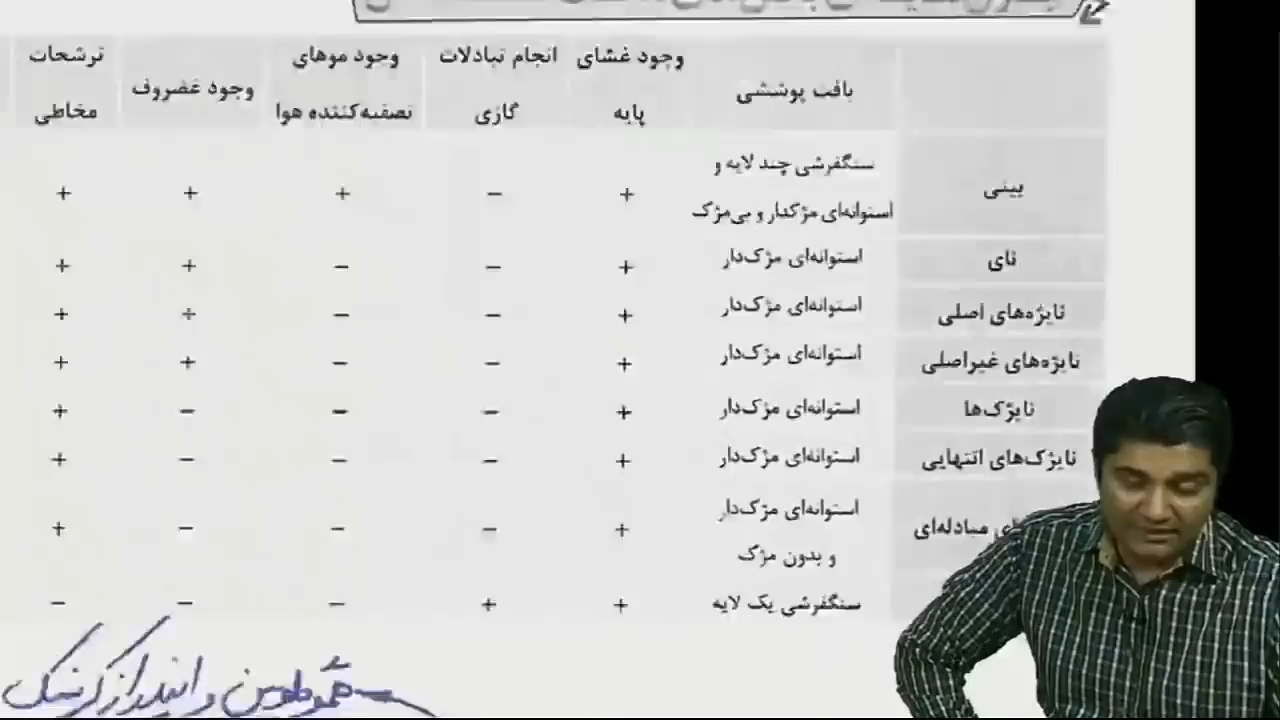 وجود غشای پایه
انجام تبادلات گازی
وجود موهای تصفیه‌کننده هوا
وجود غضروف
ترشحات مخاطی
بافت پوششی
بینی
سنگفرشی چند لایه و
استوانه‌ای مژکدار و بی‌مژک
+ − + + +
نای استوانه‌ای مژک‌دار + − − + +
نایژه‌های اصلی استوانه‌ای مژک‌دار + − − + +
نایژه‌های غیراصلی استوانه‌ای مژک‌دار + − − + +
نایژک‌ها استوانه‌ای مژک‌دار + − − − +
نایژک‌های انتهایی استوانه‌ای مژک‌دار + − − − +
مبادله‌ای
استوانه‌ای مژک‌دار
و بدون مژک
+ − − − +
سنگفرشی یک لایه + + − − −